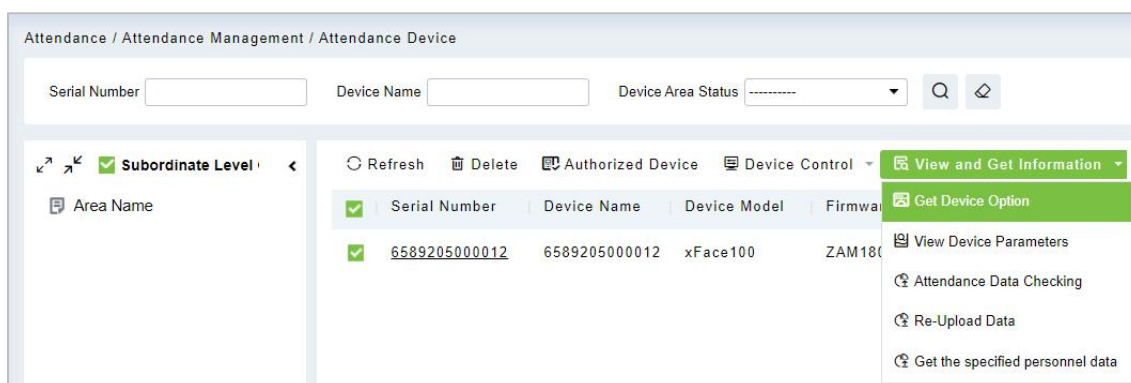 Attendance / Attendance Management / Attendance Device
Serial Number Device Name Device Area Status ----------
Subordinate Level Refresh Delete Authorized Device Device Control View and Get Information
Area Name Serial Number Device Name Device Model Get Device Option
6589205000012 6589205000012 xFace100 View Device Parameters
Attendance Data Checking
Re-Upload Data
Get the specified personnel data